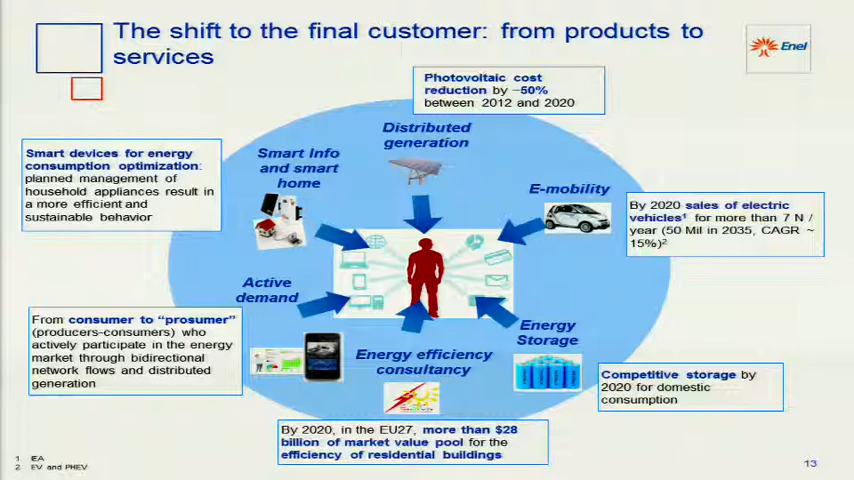 The shift to the final customer: from products to
services
Enel
Photovoltaic cost
reduction by ~50%
between 2012 and 2020
Distributed
generation
Smart devices for energy
consumption optimization:
planned management of
household appliances result in
a more efficient and
sustainable behavior
Smart Info
and smart
home
E-mobility
By 2020 sales of electric
vehicles¹ for more than 7 N /
year (50 Mil in 2035, CAGR ~
15%)²
Active
demand
From consumer to “prosumer”
(producers-consumers) who
actively participate in the energy
market through bidirectional
network flows and distributed
generation
Energy efficiency
consultancy
Energy
Storage
Competitive storage by
2020 for domestic
consumption
By 2020, in the EU27, more than $28
billion of market value pool for the
efficiency of residential buildings
1. IEA
2. EV and PHEV
13